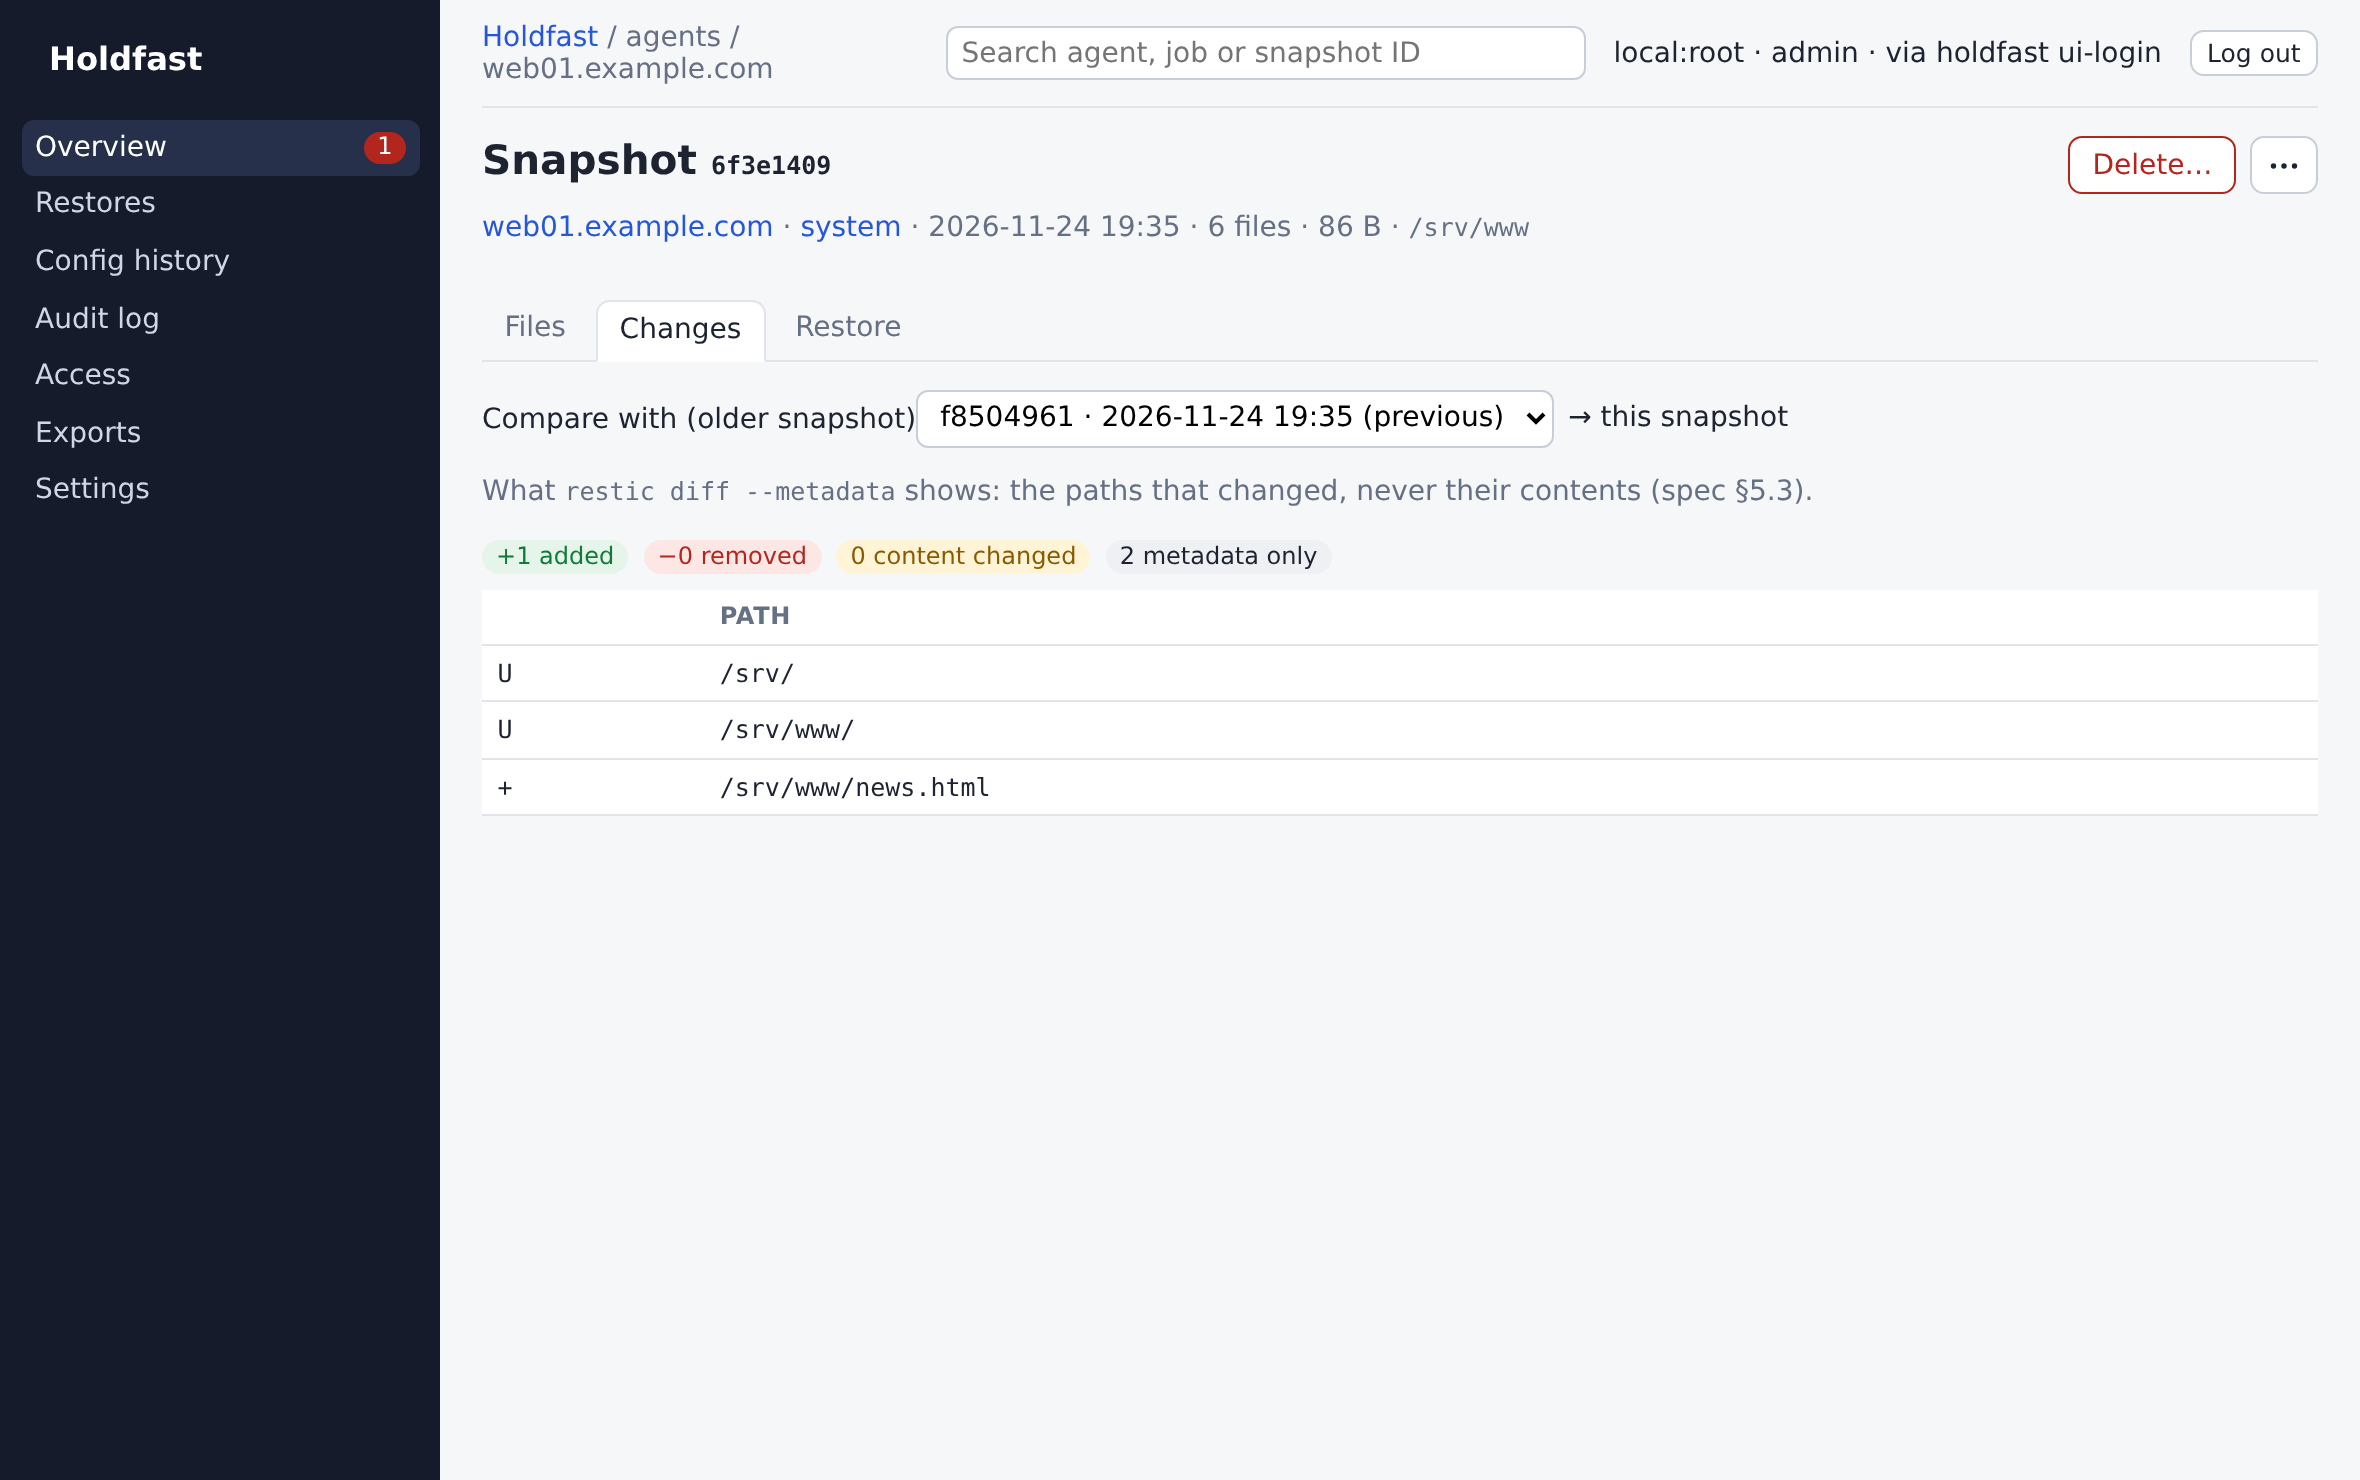 Holdfast
Overview 1
Restores
Config history
Audit log
Access
Exports
Settings
Holdfast / agents /
web01.example.com
Search agent, job or snapshot ID
local:root · admin · via holdfast ui-login
Log out
Snapshot 6f3e1409
Delete…
…
web01.example.com · system · 2026-11-24 19:35 · 6 files · 86 B · /srv/www
Files Changes Restore
Compare with (older snapshot) f8504961 · 2026-11-24 19:35 (previous) → this snapshot
What restic diff --metadata shows: the paths that changed, never their contents (spec §5.3).
+1 added −0 removed 0 content changed 2 metadata only
PATH
U /srv/
U /srv/www/
+ /srv/www/news.html